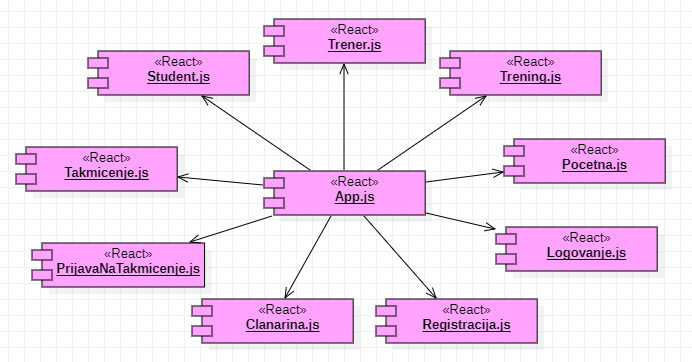 «React»
Trener.js
«React»
Student.js
«React»
Trening.js
«React»
Takmicenje.js
«React»
Pocetna.js
«React»
App.js
«React»
PrijavaNaTakmicenje.js
«React»
Logovanje.js
«React»
Clanarina.js
«React»
Registracija.js